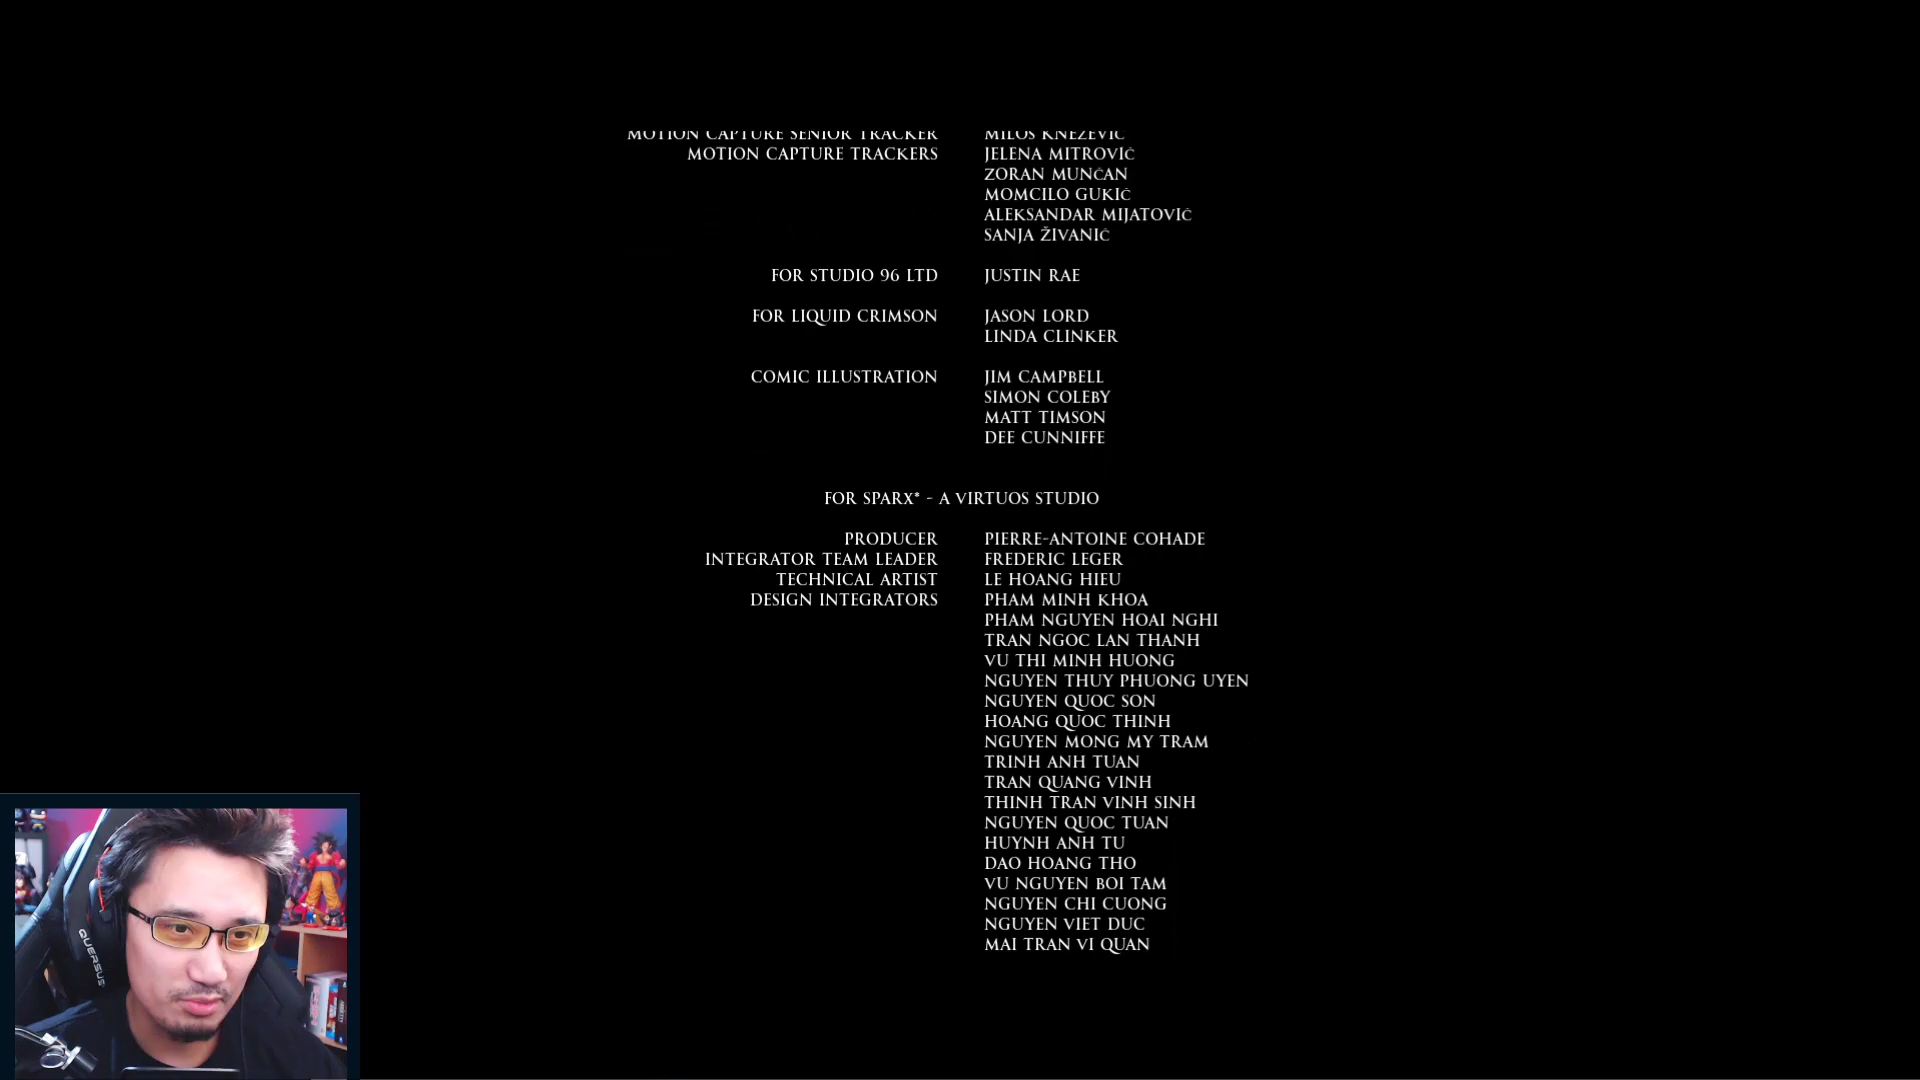 MOTION CAPTURE SENIOR TRACKER MILOS KNEZEVIC
MOTION CAPTURE TRACKERS JELENA MITROVIĆ
ZORAN MUNĆAN
MOMCILO GUKIĆ
ALEKSANDAR MIJATOVIĆ
SANJA ŽIVANIĆ
FOR STUDIO 96 LTD JUSTIN RAE
FOR LIQUID CRIMSON JASON LORD
LINDA CLINKER
COMIC ILLUSTRATION JIM CAMPBELL
SIMON COLEBY
MATT TIMSON
DEE CUNNIFFE
FOR SPARX* - A VIRTUOS STUDIO
PRODUCER PIERRE-ANTOINE COHADE
INTEGRATOR TEAM LEADER FREDERIC LEGER
TECHNICAL ARTIST LE HOANG HIEU
DESIGN INTEGRATORS PHAM MINH KHOA
PHAM NGUYEN HOAI NGHI
TRAN NGOC LAN THANH
VU THI MINH HUONG
NGUYEN THUY PHUONG UYEN
NGUYEN QUOC SON
HOANG QUOC THINH
NGUYEN MONG MY TRAM
TRINH ANH TUAN
TRAN QUANG VINH
THINH TRAN VINH SINH
NGUYEN QUOC TUAN
HUYNH ANH TU
DAO HOANG THO
VU NGUYEN BOI TAM
NGUYEN CHI CUONG
NGUYEN VIET DUC
MAI TRAN VI QUAN
QUERSUS